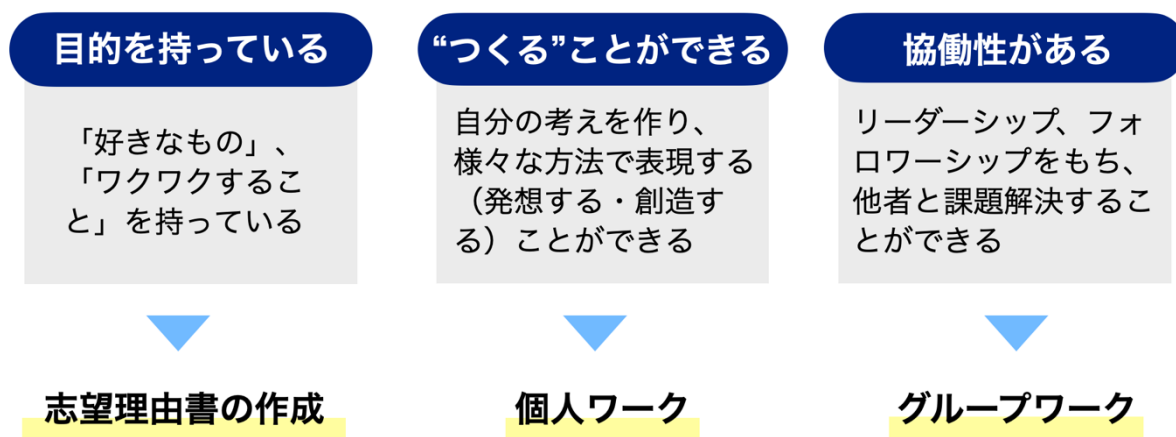 目的を持っている
「好きなもの」、
「ワクワクするこ
と」を持っている
志望理由書の作成
“つくる”ことができる
自分の考えを作り、
様々な方法で表現する
（発想する・創造す
る）ことができる
個人ワーク
協働性がある
リーダーシップ、フォ
ロワーシップをもち、
他者と課題解決するこ
とができる
グループワーク